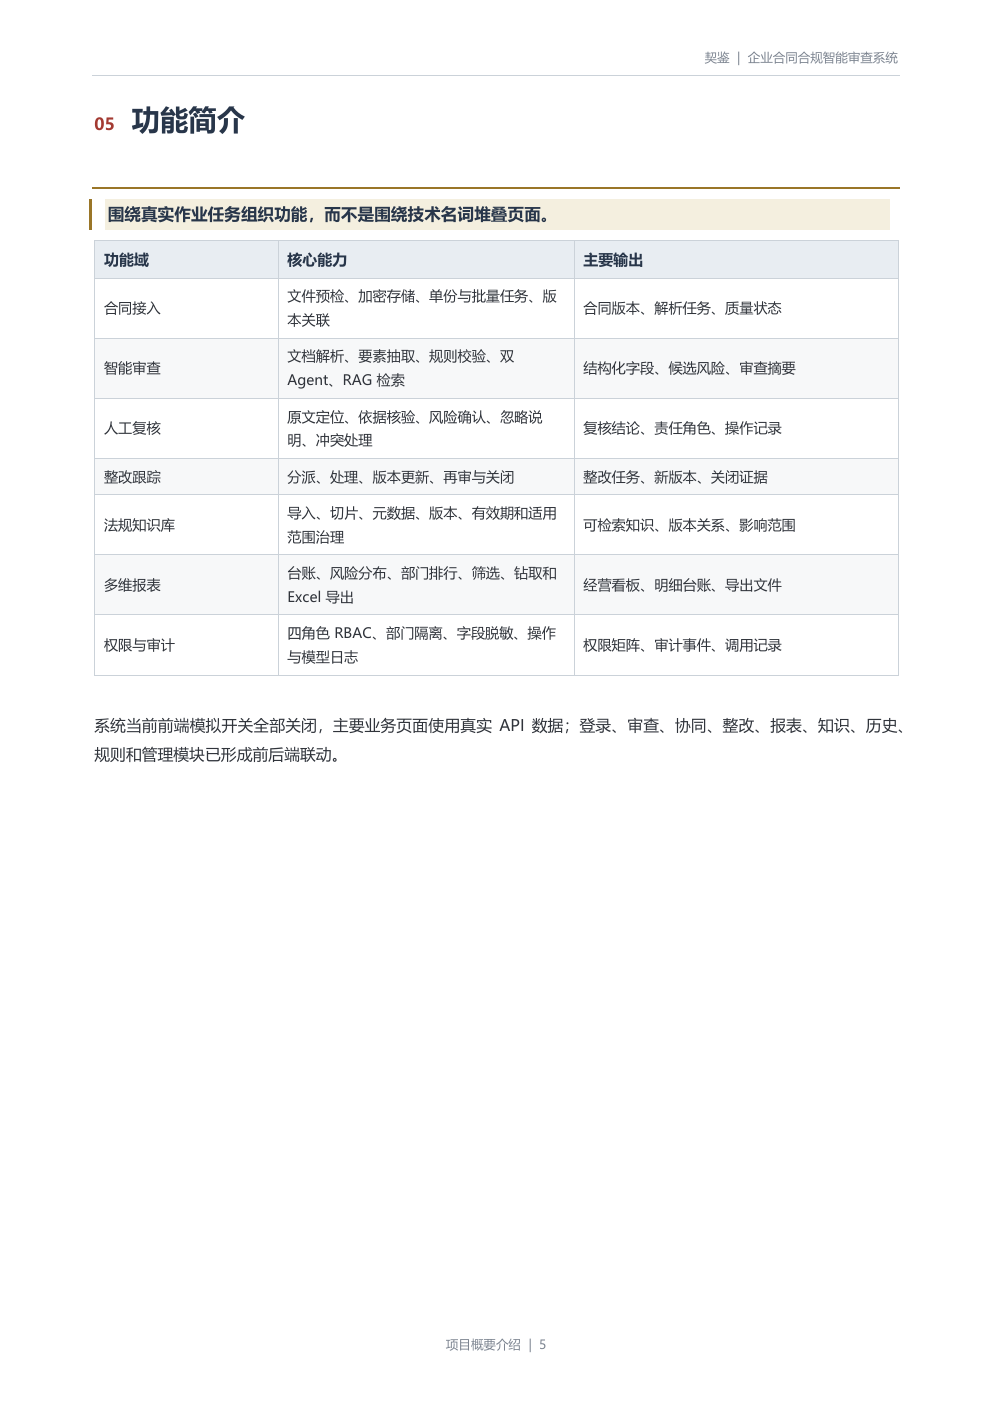 契鉴 | 企业合同合规智能审查系统
05 功能简介
围绕真实作业任务组织功能，而不是围绕技术名词堆叠页面。
功能域 核心能力 主要输出
合同接入 文件预检、加密存储、单份与批量任务、版 合同版本、解析任务、质量状态
本关联
智能审查 文档解析、要素抽取、规则校验、双 结构化字段、候选风险、审查摘要
Agent、RAG 检索
人工复核 原文定位、依据核验、风险确认、忽略说 复核结论、责任角色、操作记录
明、冲突处理
整改跟踪 分派、处理、版本更新、再审与关闭 整改任务、新版本、关闭证据
法规知识库 导入、切片、元数据、版本、有效期和适用 可检索知识、版本关系、影响范围
范围治理
多维报表 台账、风险分布、部门排行、筛选、钻取和 经营看板、明细台账、导出文件
Excel 导出
权限与审计 四角色 RBAC、部门隔离、字段脱敏、操作 权限矩阵、审计事件、调用记录
与模型日志
系统当前前端模拟开关全部关闭，主要业务页面使用真实 API 数据；登录、审查、协同、整改、报表、知识、历史、
规则和管理模块已形成前后端联动。
项目概要介绍 | 5